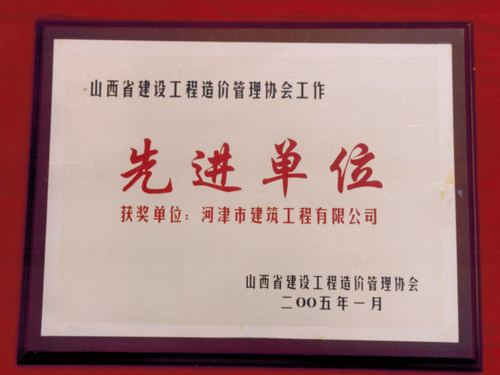 山西省建设工程造价管理协会工作
先进单位
获奖单位：河津市建筑工程有限公司
山西省建设工程造价管理协会
二OO五年一月